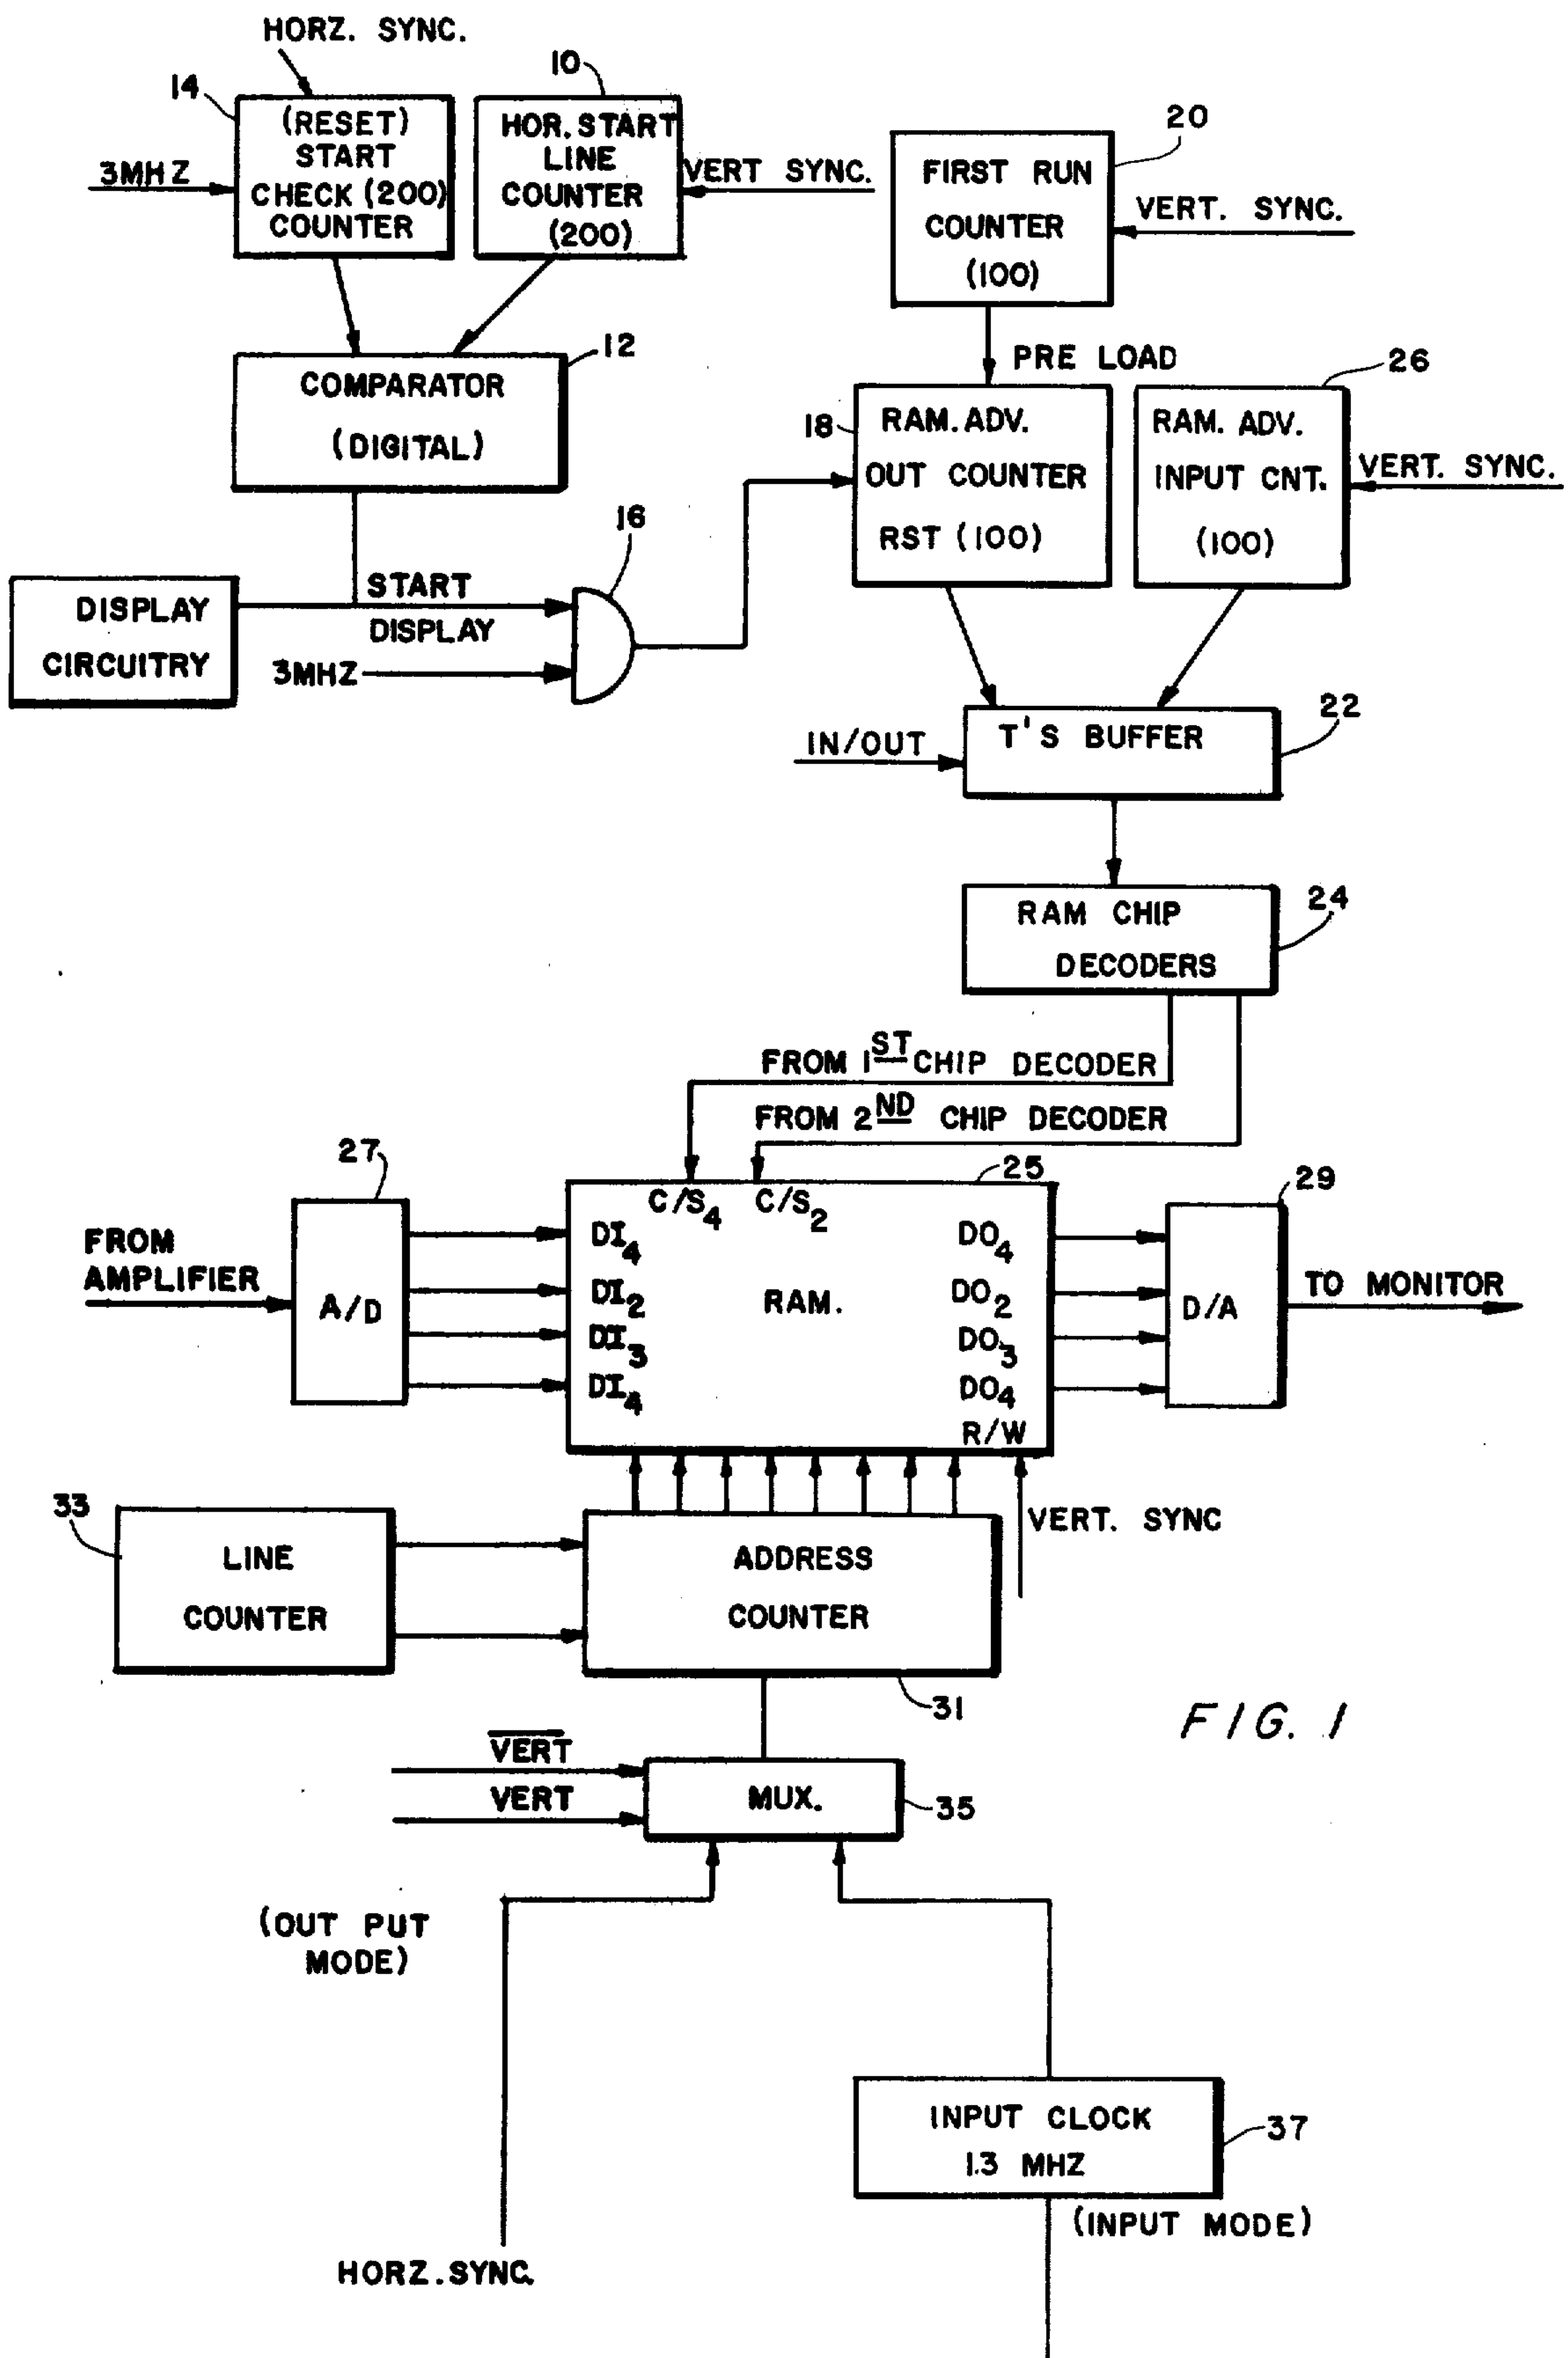 HORZ. SYNC.
14
10
(RESET)
START
CHECK (200)
COUNTER
HOR. START
LINE
COUNTER
(200)
3MHZ
VERT SYNC.
20
FIRST RUN
COUNTER
(100)
VERT. SYNC.
12
COMPARATOR
(DIGITAL)
PRE LOAD
26
18
RAM. ADV.
OUT COUNTER
RST (100)
RAM. ADV.
INPUT CNT.
(100)
VERT. SYNC.
16
DISPLAY
CIRCUITRY
START
DISPLAY
3MHZ
IN/OUT
T'S BUFFER
22
RAM CHIP
DECODERS
24
FROM 1ST CHIP DECODER
FROM 2ND CHIP DECODER
27
25
29
FROM
AMPLIFIER
A/D
C/S4
C/S2
DI4
DI2
DI3
DI4
RAM.
DO4
DO2
DO3
DO4
R/W
D/A
TO MONITOR
33
LINE
COUNTER
ADDRESS
COUNTER
VERT. SYNC
31
FIG. 1
VERT
VERT
MUX.
35
(OUT PUT
MODE)
INPUT CLOCK
1.3 MHZ
37
(INPUT MODE)
HORZ. SYNC.